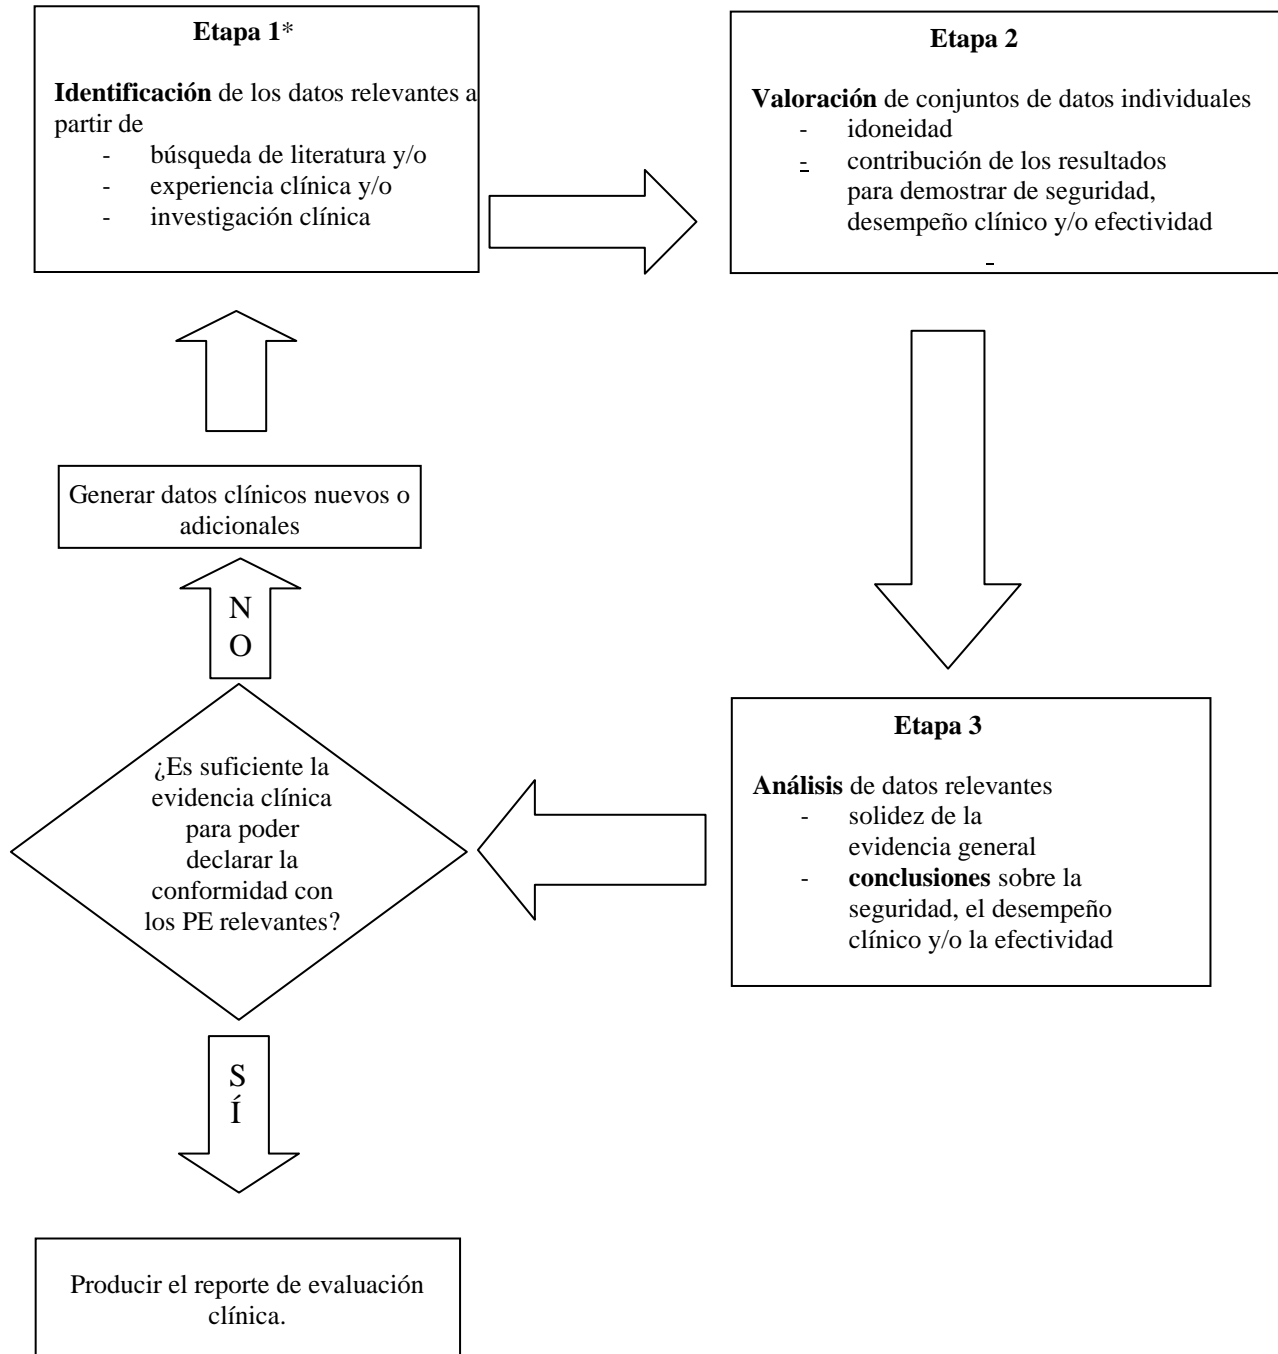 Etapa 1*
Identificación de los datos relevantes a
partir de
- búsqueda de literatura y/o
- experiencia clínica y/o
- investigación clínica
Etapa 2
Valoración de conjuntos de datos individuales
- idoneidad
- contribución de los resultados
para demostrar de seguridad,
desempeño clínico y/o efectividad
-
Etapa 3
Análisis de datos relevantes
- solidez de la
evidencia general
- conclusiones sobre la
seguridad, el desempeño
clínico y/o la efectividad
¿Es suficiente la
evidencia clínica
para poder
declarar la
conformidad con
los PE relevantes?
N
O
Generar datos clínicos nuevos o
adicionales
S
Í
Producir el reporte de evaluación
clínica.